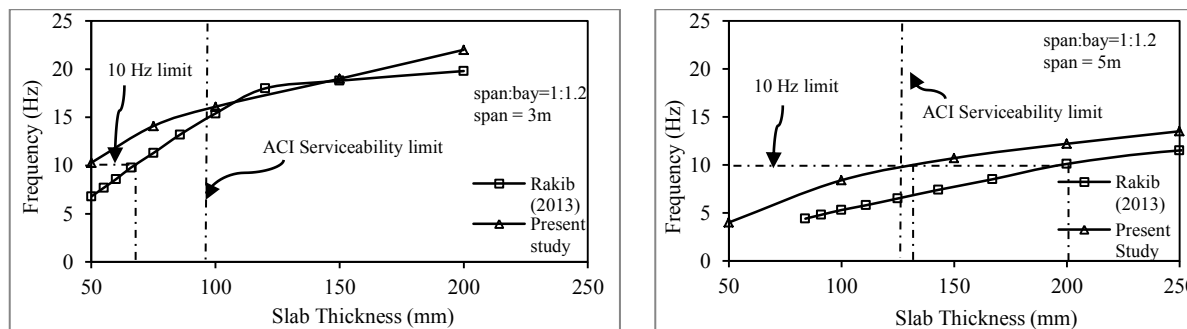 25
20
15
10
5
0
Frequency (Hz)
10 Hz limit
span:bay=1:1.2
span = 3m
ACI Serviceability limit
Rakib
(2013)
Present
study
50
100
150
200
250
Slab Thickness (mm)
25
20
15
10
5
0
Frequency (Hz)
span:bay=1:1.2
span = 5m
10 Hz limit
ACI Serviceability limit
Rakib
(2013)
Present
Study
50
100
150
200
250
Slab Thickness (mm)